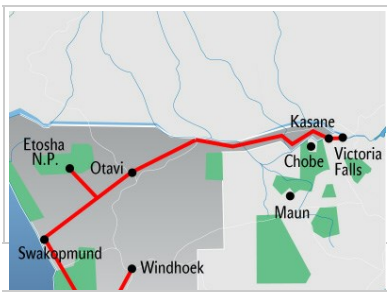 Kasane
Etosha
N.P.
Otavi
Chobe
Victoria
Falls
Maun
Swakopmund
Windhoek